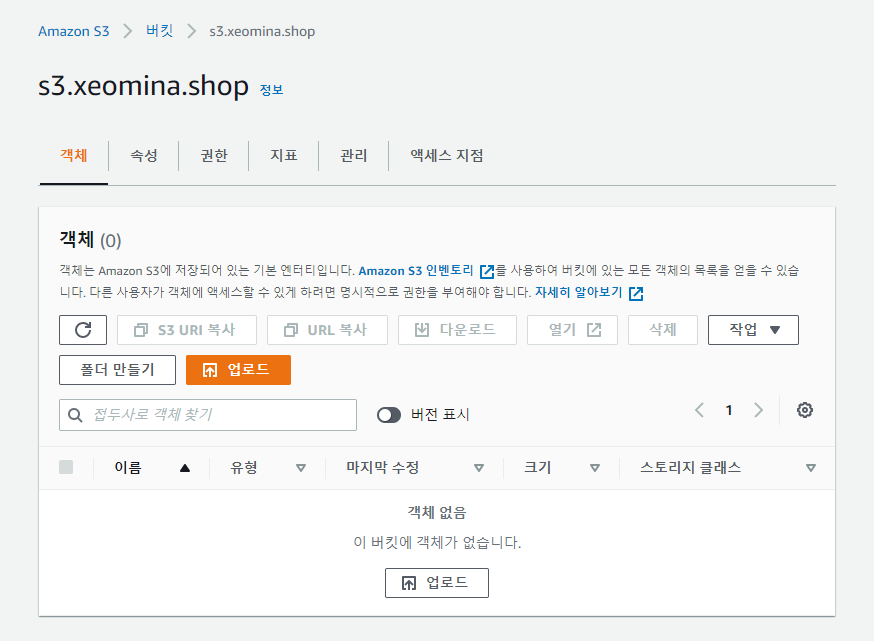 Amazon S3 > 버킷 > s3.xeomina.shop
s3.xeomina.shop 정보
객체 속성 권한 지표 관리 액세스 지점
객체 (0)
객체는 Amazon S3에 저장되어 있는 기본 엔터티입니다. Amazon S3 인벤토리 를 사용하여 버킷에 있는 모든 객체의 목록을 얻을 수 있습
니다. 다른 사용자가 객체에 액세스할 수 있게 하려면 명시적으로 권한을 부여해야 합니다. 자세히 알아보기
S3 URI 복사 URL 복사 다운로드 열기 삭제 작업
폴더 만들기 업로드
접두사로 객체 찾기 버전 표시 1
이름 유형 마지막 수정 크기 스토리지 클래스
객체 없음
이 버킷에 객체가 없습니다.
업로드